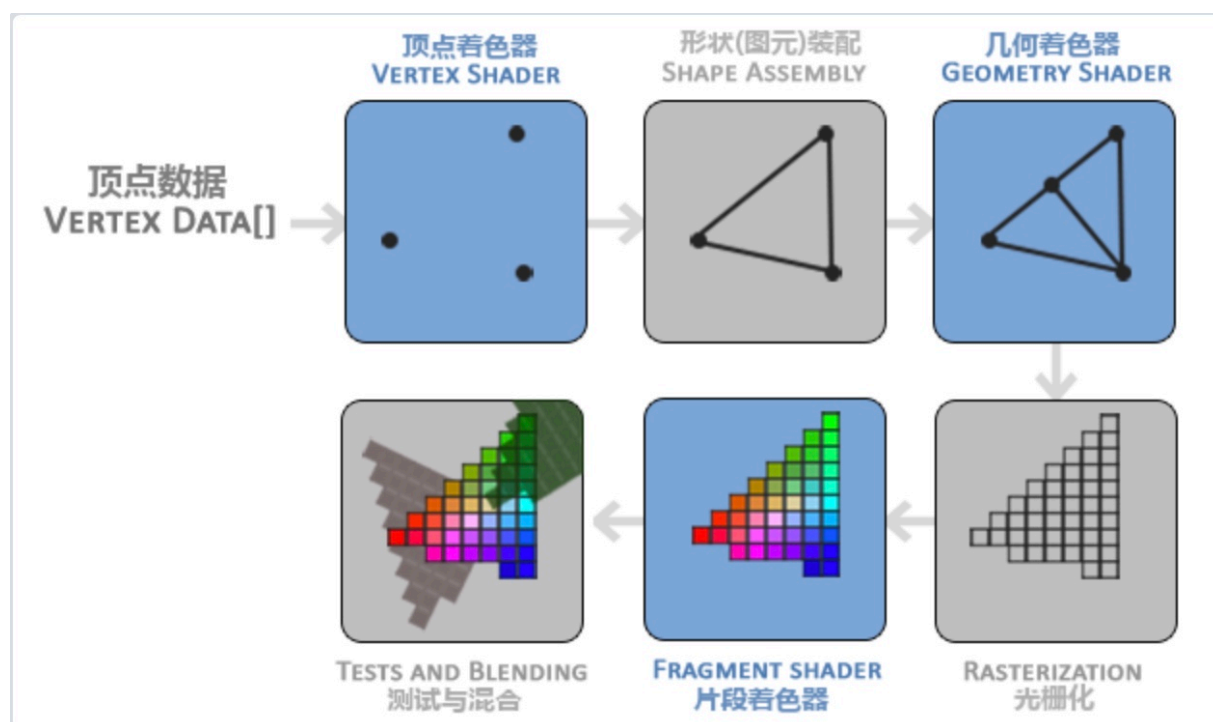 顶点着色器
VERTEX SHADER
形状(图元)装配
SHAPE ASSEMBLY
几何着色器
GEOMETRY SHADER
顶点数据
VERTEX DATA[]
TESTS AND BLENDING
测试与混合
FRAGMENT SHADER
片段着色器
RASTERIZATION
光栅化